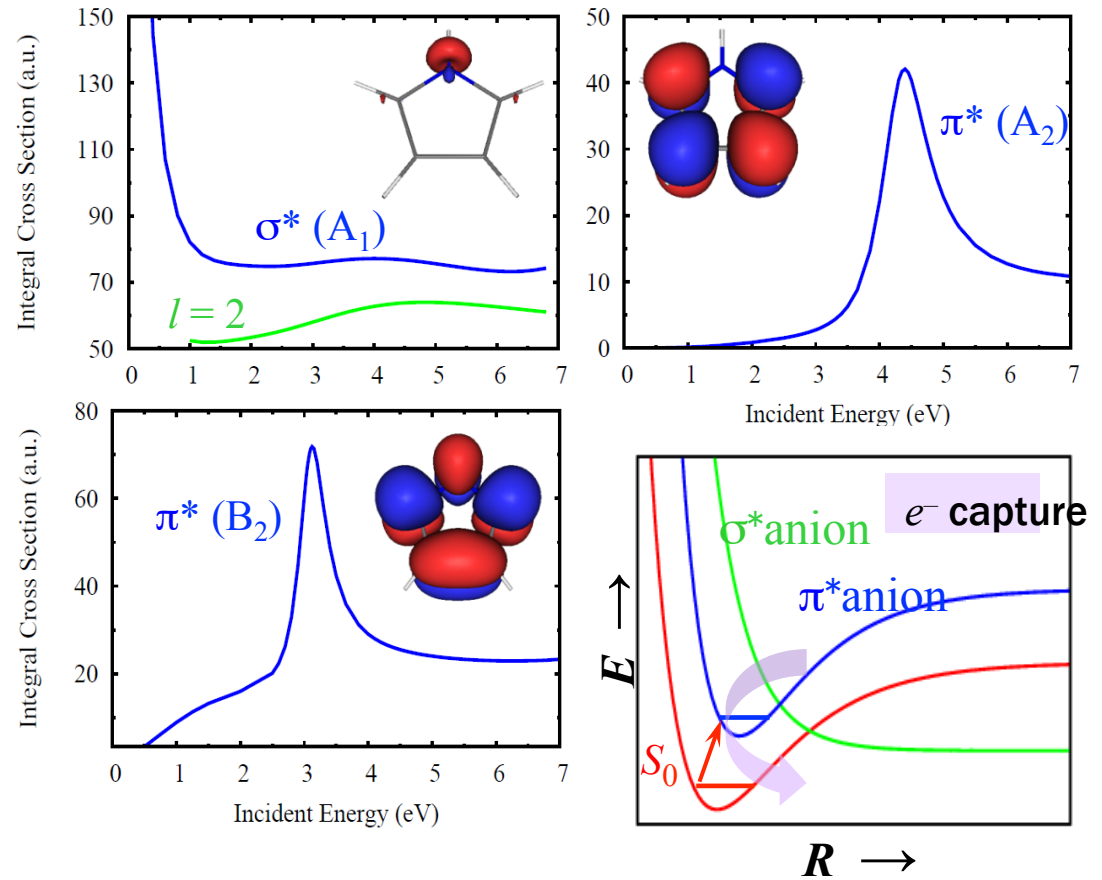 Integral Cross Section (a.u.)
150
130
110
90
70
50
σ* (A₁)
l = 2
0 1 2 3 4 5 6 7
50
40
30
20
10
0
π* (A₂)
0 1 2 3 4 5 6 7
Incident Energy (eV)
Integral Cross Section (a.u.)
80
60
40
20
π* (B₂)
0 1 2 3 4 5 6 7
Incident Energy (eV)
e⁻ capture
σ*anion
π*anion
S₀
E →
R →